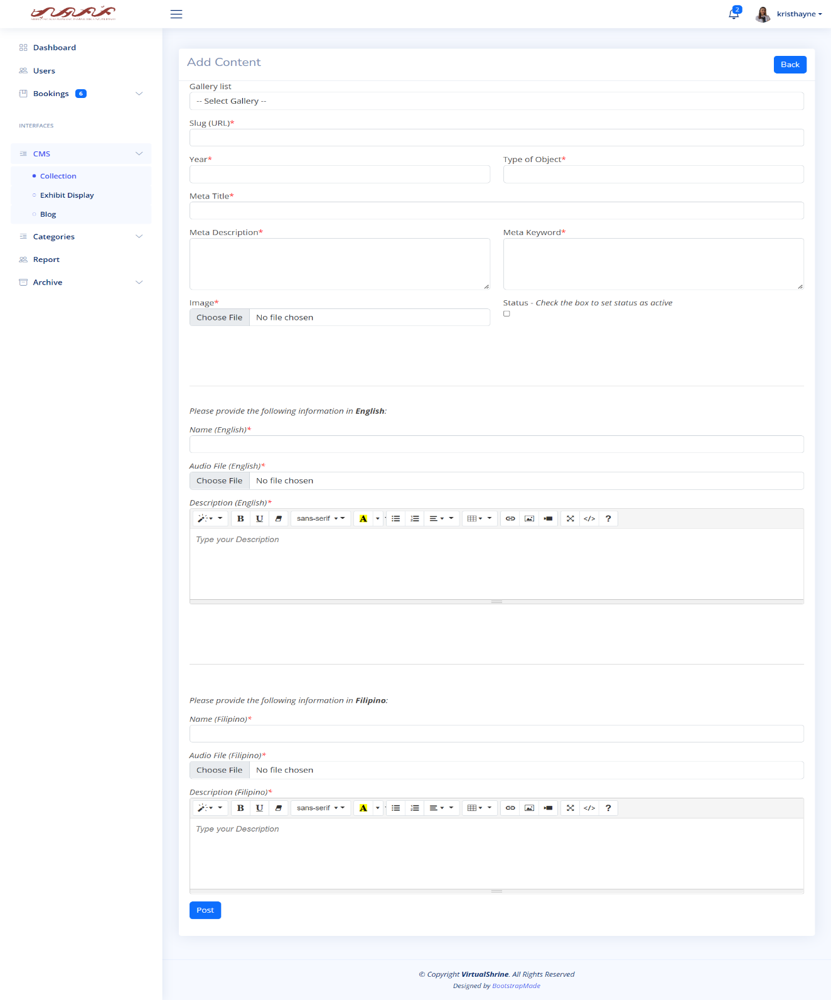 2
kristhayne
Dashboard
Users
Bookings 6
INTERFACES
CMS
Collection
Exhibit Display
Blog
Categories
Report
Archive
Add Content
Back
Gallery list
-- Select Gallery --
Slug (URL)*
Year*
Type of Object*
Meta Title*
Meta Description*
Meta Keyword*
Image*
Choose File No file chosen
Status - Check the box to set status as active
Please provide the following information in English:
Name (English)*
Audio File (English)*
Choose File No file chosen
Description (English)*
B U sans-serif A </> ?
Type your Description
Please provide the following information in Filipino:
Name (Filipino)*
Audio File (Filipino)*
Choose File No file chosen
Description (Filipino)*
B U sans-serif A </> ?
Type your Description
Post
© Copyright VirtualShrine. All Rights Reserved
Designed by BootstrapMade